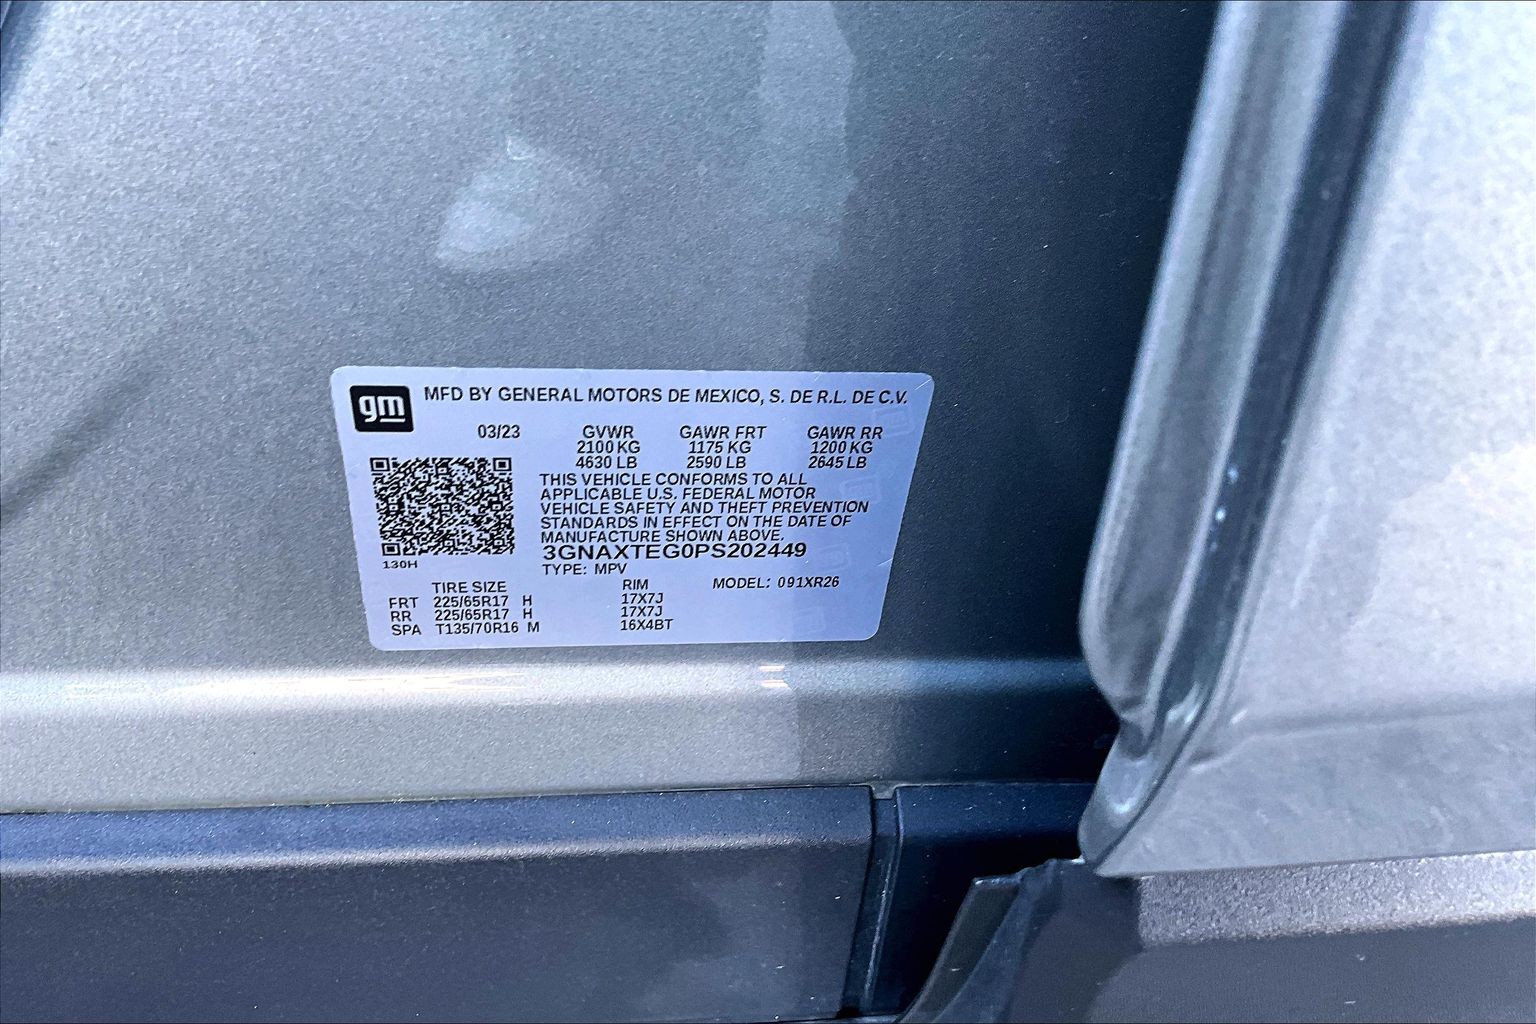 gm MFD BY GENERAL MOTORS DE MEXICO, S. DE R.L. DE C.V.
03/23 GVWR GAWR FRT GAWR RR
2100 KG 1175 KG 1200 KG
4630 LB 2590 LB 2645 LB
THIS VEHICLE CONFORMS TO ALL
APPLICABLE U.S. FEDERAL MOTOR
VEHICLE SAFETY AND THEFT PREVENTION
STANDARDS IN EFFECT ON THE DATE OF
MANUFACTURE SHOWN ABOVE.
3GNAXTEG0PS202449
130H TYPE: MPV
TIRE SIZE RIM MODEL: 091XR26
FRT 225/65R17 H 17X7J
RR 225/65R17 H 17X7J
SPA T135/70R16 M 16X4BT